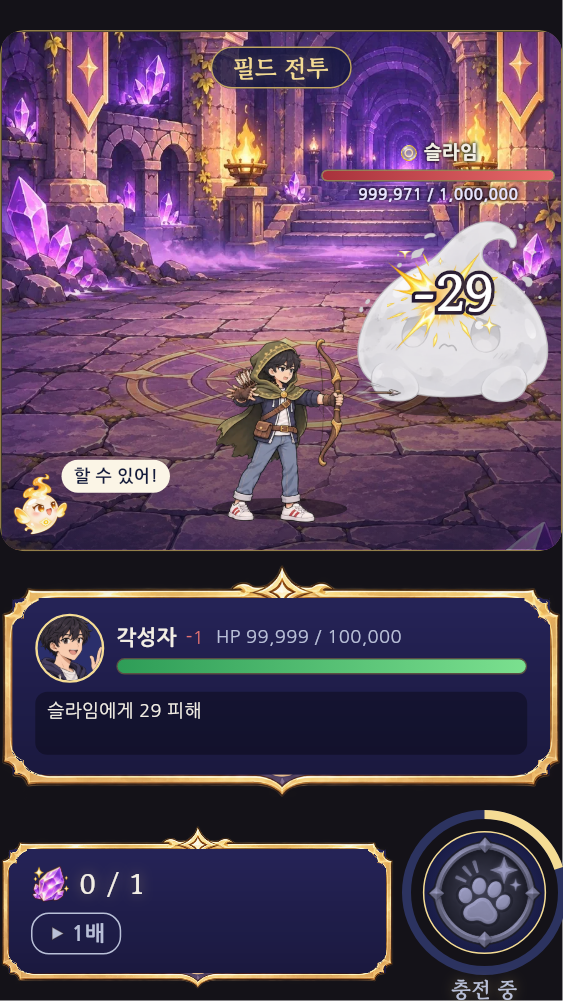 필드 전투
슬라임
999,971 / 1,000,000
-29
할 수 있어!
각성자 -1 HP 99,999 / 100,000
슬라임에게 29 피해
0 / 1
▶ 1배
충전 중